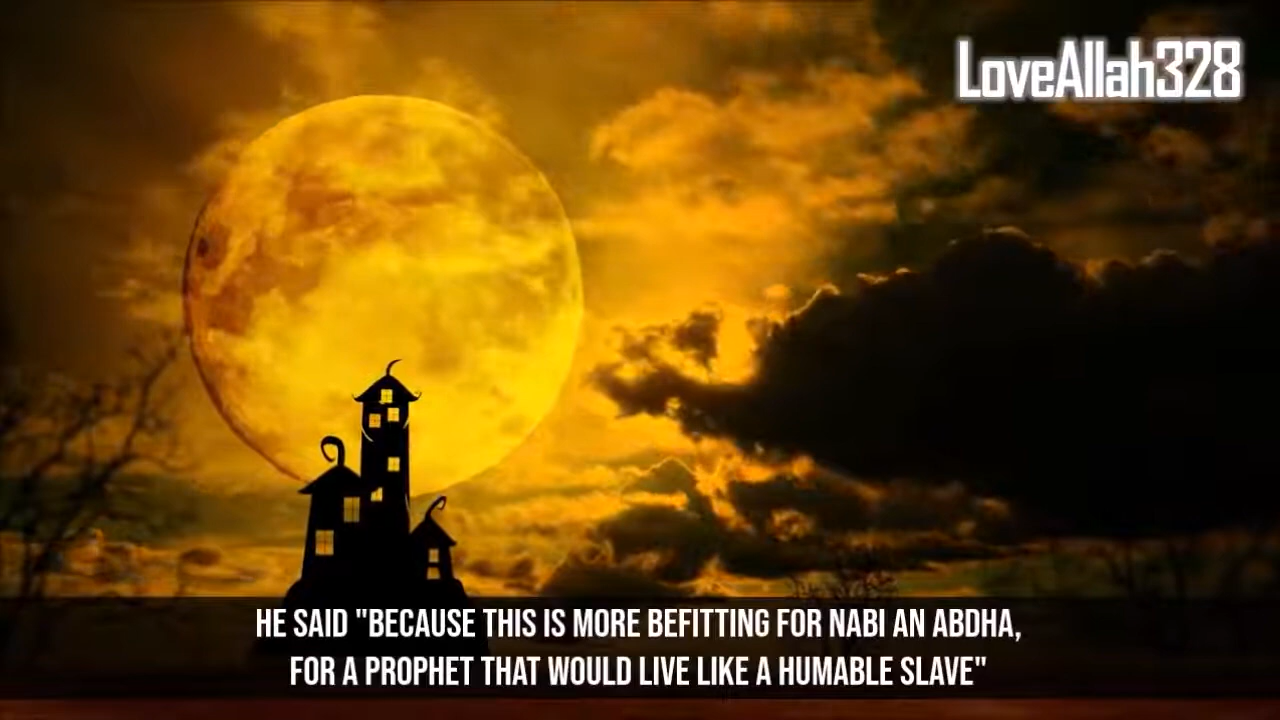 LoveAllah328
HE SAID "BECAUSE THIS IS MORE BEFITTING FOR NABI AN ABDHA,
FOR A PROPHET THAT WOULD LIVE LIKE A HUMABLE SLAVE"